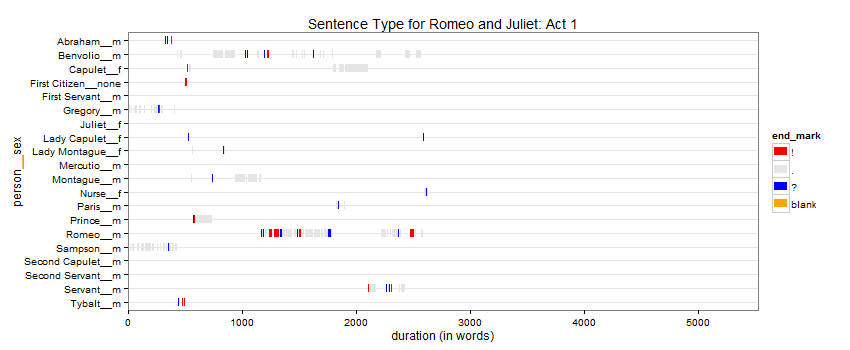 Sentence Type for Romeo and Juliet: Act 1
Abraham__m
Benvolio__m
Capulet__f
First Citizen__none
First Servant__m
Gregory__m
Juliet__f
Lady Capulet__f
Lady Montague__f
Mercutio__m
Montague__m
Nurse__f
Paris__m
Prince__m
Romeo__m
Sampson__m
Second Capulet__m
Second Servant__m
Servant__m
Tybalt__m
person__sex
0 1000 2000 3000 4000 5000
duration (in words)
end_mark
!
.
?
blank